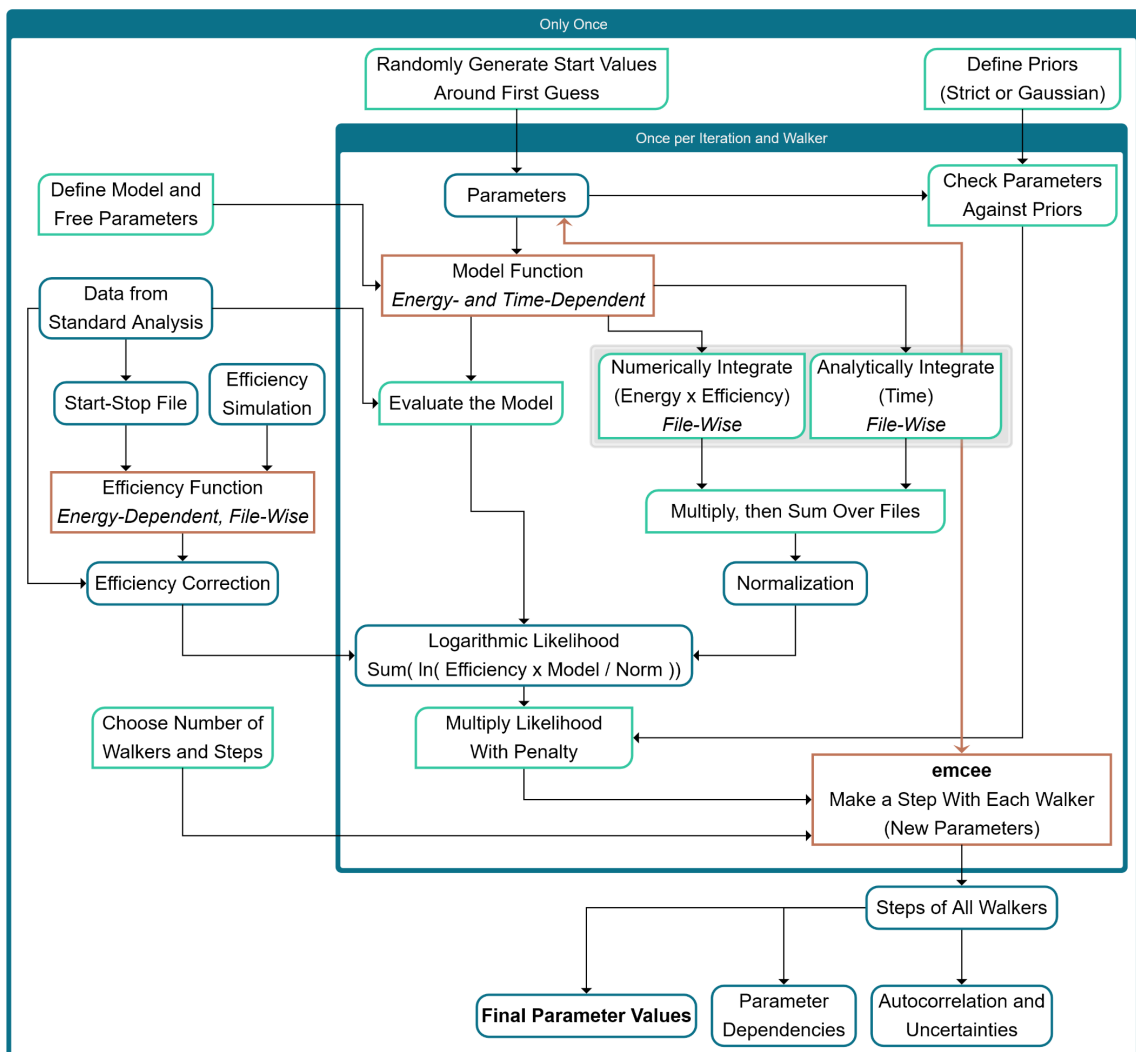 Only Once
Randomly Generate Start Values
Around First Guess
Define Priors
(Strict or Gaussian)
Once per Iteration and Walker
Define Model and
Free Parameters
Parameters
Check Parameters
Against Priors
Model Function
Energy- and Time-Dependent
Data from
Standard Analysis
Start-Stop File
Efficiency
Simulation
Evaluate the Model
Numerically Integrate
(Energy x Efficiency)
File-Wise
Analytically Integrate
(Time)
File-Wise
Efficiency Function
Energy-Dependent, File-Wise
Multiply, then Sum Over Files
Efficiency Correction
Normalization
Logarithmic Likelihood
Sum( ln( Efficiency x Model / Norm ))
Choose Number of
Walkers and Steps
Multiply Likelihood
With Penalty
emcee
Make a Step With Each Walker
(New Parameters)
Steps of All Walkers
Final Parameter Values
Parameter
Dependencies
Autocorrelation and
Uncertainties